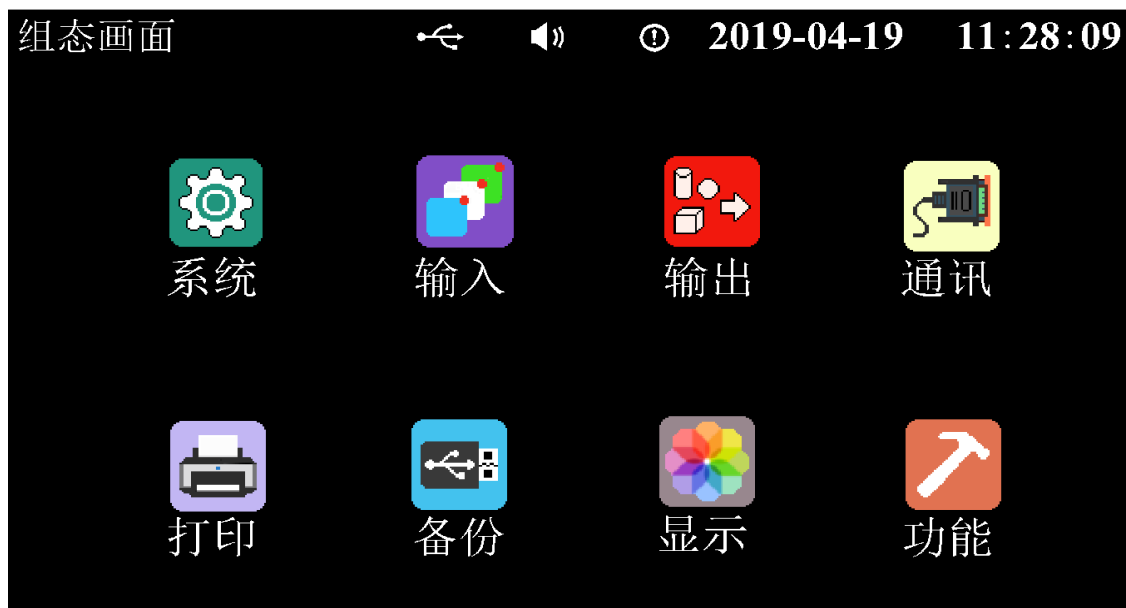 组态画面 2019-04-19 11:28:09
系统 输入 输出 通讯
打印 备份 显示 功能